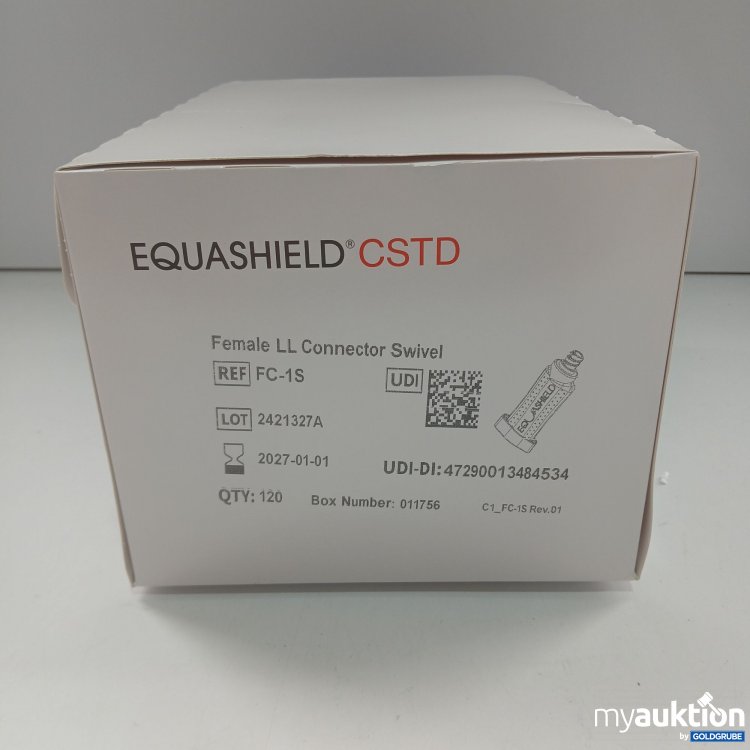 EQUASHIELD® CSTD
Female LL Connector Swivel
REF FC-1S UDI
EQUASHIELD
LOT 2421327A
2027-01-01
UDI-DI: 47290013484534
QTY: 120 Box Number: 011756 C1_FC-1S Rev.01
myauktion
by GOLDGRUBE